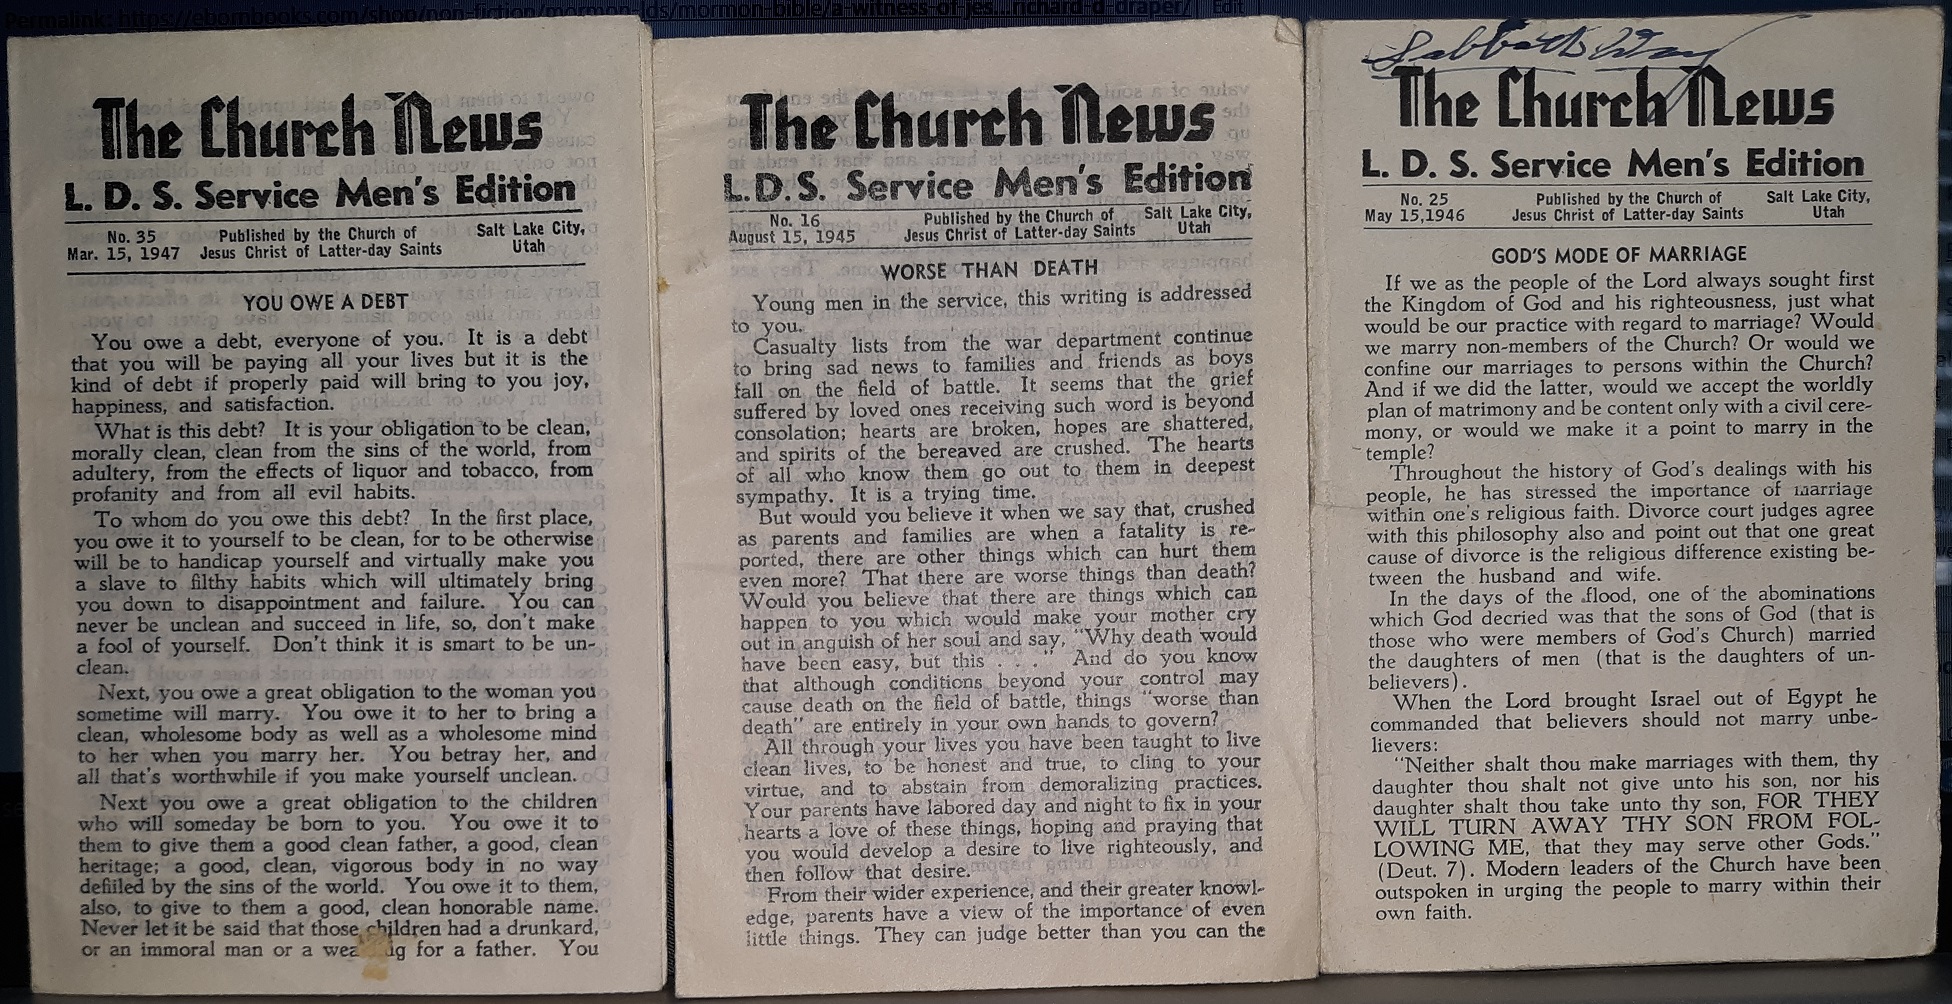 Permalink: https://ebornbooks.com/shop/non-fiction/mormon-lds/mormon-bible/a-witness-of-jes...richard-d-draper/ Edit
The Church News
L. D. S. Service Men's Edition
No. 35
Mar. 15, 1947
Published by the Church of
Jesus Christ of Latter-day Saints
Salt Lake City,
Utah
YOU OWE A DEBT
You owe a debt, everyone of you. It is a debt
that you will be paying all your lives but it is the
kind of debt if properly paid will bring to you joy,
happiness, and satisfaction.
What is this debt? It is your obligation to be clean,
morally clean, clean from the sins of the world, from
adultery, from the effects of liquor and tobacco, from
profanity and from all evil habits.
To whom do you owe this debt? In the first place,
you owe it to yourself to be clean, for to be otherwise
will be to handicap yourself and virtually make you
a slave to filthy habits which will ultimately bring
you down to disappointment and failure. You can
never be unclean and succeed in life, so, don't make
a fool of yourself. Don't think it is smart to be un-
clean.
Next, you owe a great obligation to the woman you
sometime will marry. You owe it to her to bring a
clean, wholesome body as well as a wholesome mind
to her when you marry her. You betray her, and
all that's worthwhile if you make yourself unclean.
Next you owe a great obligation to the children
who will someday be born to you. You owe it to
them to give them a good clean father, a good, clean
heritage; a good, clean, vigorous body in no way
defiiled by the sins of the world. You owe it to them,
also, to give to them a good, clean honorable name.
Never let it be said that those children had a drunkard,
or an immoral man or a for a father. You
The Church News
L.D.S. Service Men's Edition
No. 16
August 15, 1945
Published by the Church of
Jesus Christ of Latter-day Saints
Salt Lake City,
Utah
WORSE THAN DEATH
Young men in the service, this writing is addressed
to you.
Casualty lists from the war department continue
to bring sad news to families and friends as boys
fall on the field of battle. It seems that the grief
suffered by loved ones receiving such word is beyond
consolation; hearts are broken, hopes are shattered,
and spirits of the bereaved are crushed. The hearts
of all who know them go out to them in deepest
sympathy. It is a trying time.
But would you believe it when we say that, crushed
as parents and families are when a fatality is re-
ported, there are other things which can hurt them
even more? That there are worse things than death?
Would you believe that there are things which can
happen to you which would make your mother cry
out in anguish of her soul and say, "Why death would
have been easy, but this . . ." And do you know
that although conditions beyond your control may
cause death on the field of battle, things "worse than
death" are entirely in your own hands to govern?
All through your lives you have been taught to live
clean lives, to be honest and true, to cling to your
virtue, and to abstain from demoralizing practices.
Your parents have labored day and night to fix in your
hearts a love of these things, hoping and praying that
you would develop a desire to live righteously, and
then follow that desire.
From their wider experience, and their greater knowl-
edge, parents have a view of the importance of even
little things. They can judge better than you can the
Sabbath Day
The Church News
L. D. S. Service Men's Edition
No. 25
May 15,1946
Published by the Church of
Jesus Christ of Latter-day Saints
Salt Lake City,
Utah
GOD'S MODE OF MARRIAGE
If we as the people of the Lord always sought first
the Kingdom of God and his righteousness, just what
would be our practice with regard to marriage? Would
we marry non-members of the Church? Or would we
confine our marriages to persons within the Church?
And if we did the latter, would we accept the worldly
plan of matrimony and be content only with a civil cere-
mony, or would we make it a point to marry in the
temple?
Throughout the history of God's dealings with his
people, he has stressed the importance of marriage
within one's religious faith. Divorce court judges agree
with this philosophy also and point out that one great
cause of divorce is the religious difference existing be-
tween the husband and wife.
In the days of the flood, one of the abominations
which God decried was that the sons of God (that is
those who were members of God's Church) married
the daughters of men (that is the daughters of un-
believers).
When the Lord brought Israel out of Egypt he
commanded that believers should not marry unbe-
lievers:
"Neither shalt thou make marriages with them, thy
daughter thou shalt not give unto his son, nor his
daughter shalt thou take unto thy son, FOR THEY
WILL TURN AWAY THY SON FROM FOL-
LOWING ME, that they may serve other Gods."
(Deut. 7). Modern leaders of the Church have been
outspoken in urging the people to marry within their
own faith.